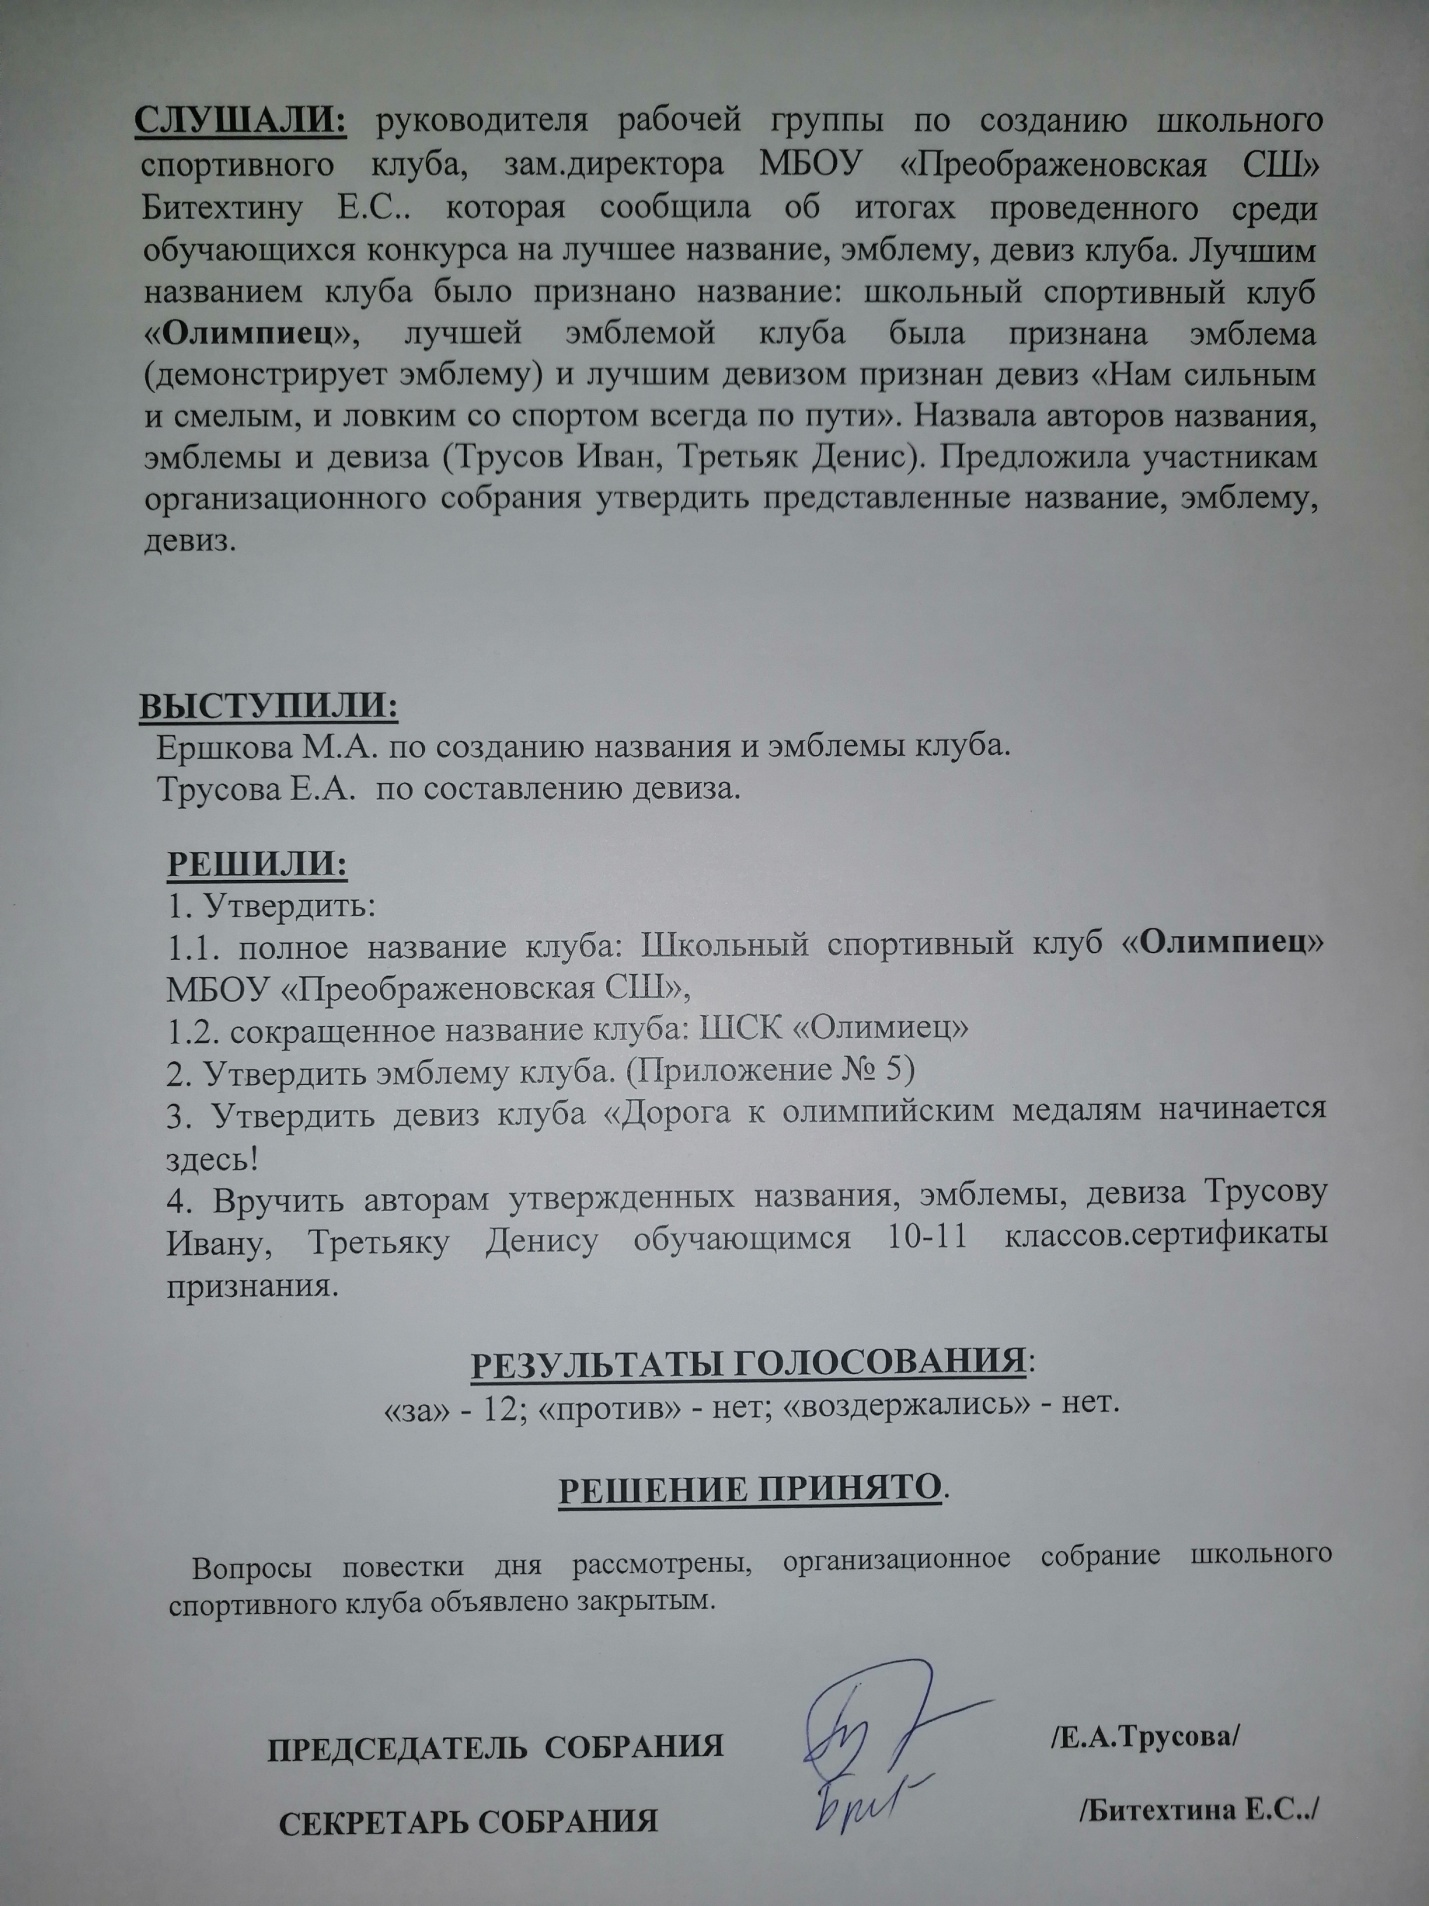 СЛУШАЛИ: руководителя рабочей группы по созданию школьного
спортивного клуба, зам.директора МБОУ «Преображеновская СШ»
Битехтину Е.С.. которая сообщила об итогах проведенного среди
обучающихся конкурса на лучшее название, эмблему, девиз клуба. Лучшим
названием клуба было признано название: школьный спортивный клуб
«Олимпиец», лучшей эмблемой клуба была признана эмблема
(демонстрирует эмблему) и лучшим девизом признан девиз «Нам сильным
и смелым, и ловким со спортом всегда по пути». Назвала авторов названия,
эмблемы и девиза (Трусов Иван, Третьяк Денис). Предложила участникам
организационного собрания утвердить представленные название, эмблему,
девиз.
ВЫСТУПИЛИ:
Ершкова М.А. по созданию названия и эмблемы клуба.
Трусова Е.А. по составлению девиза.
РЕШИЛИ:
1. Утвердить:
1.1. полное название клуба: Школьный спортивный клуб «Олимпиец»
МБОУ «Преображеновская СШ»,
1.2. сокращенное название клуба: ШСК «Олимиец»
2. Утвердить эмблему клуба. (Приложение № 5)
3. Утвердить девиз клуба «Дорога к олимпийским медалям начинается
здесь!
4. Вручить авторам утвержденных названия, эмблемы, девиза Трусову
Ивану, Третьяку Денису обучающимся 10-11 классов.сертификаты
признания.
РЕЗУЛЬТАТЫ ГОЛОСОВАНИЯ:
«за» - 12; «против» - нет; «воздержались» - нет.
РЕШЕНИЕ ПРИНЯТО.
Вопросы повестки дня рассмотрены, организационное собрание школьного
спортивного клуба объявлено закрытым.
ПРЕДСЕДАТЕЛЬ СОБРАНИЯ /Е.А.Трусова/
СЕКРЕТАРЬ СОБРАНИЯ /Битехтина Е.С../